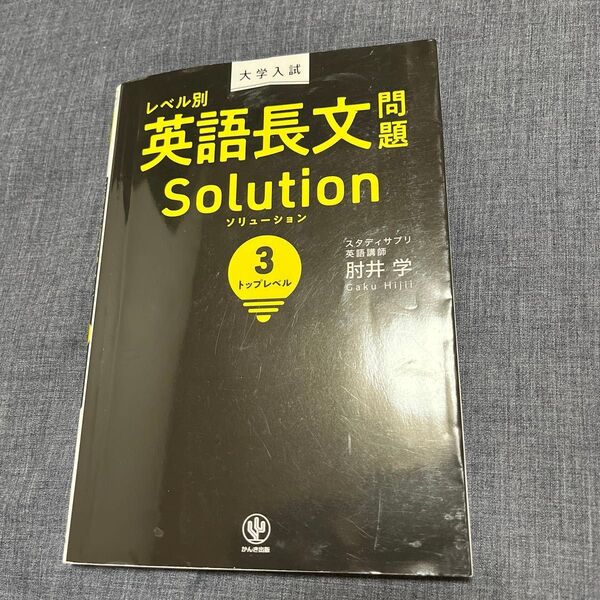 大学入試
レベル別
英語長文問題
Solution
ソリューション
3
トップレベル
スタディサプリ
英語講師
肘井 学
Gaku Hijii
かんき出版